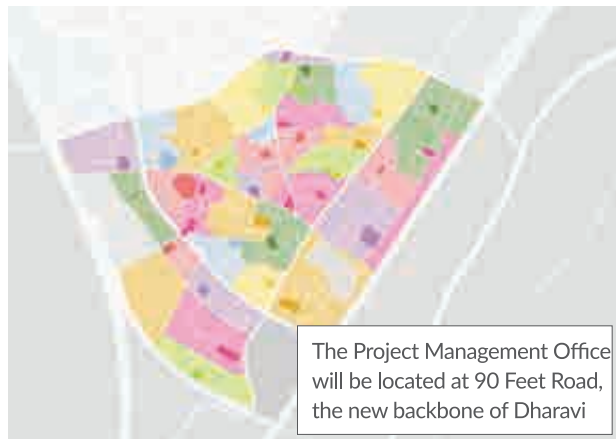 The Project Management Office
will be located at 90 Feet Road,
the new backbone of Dharavi